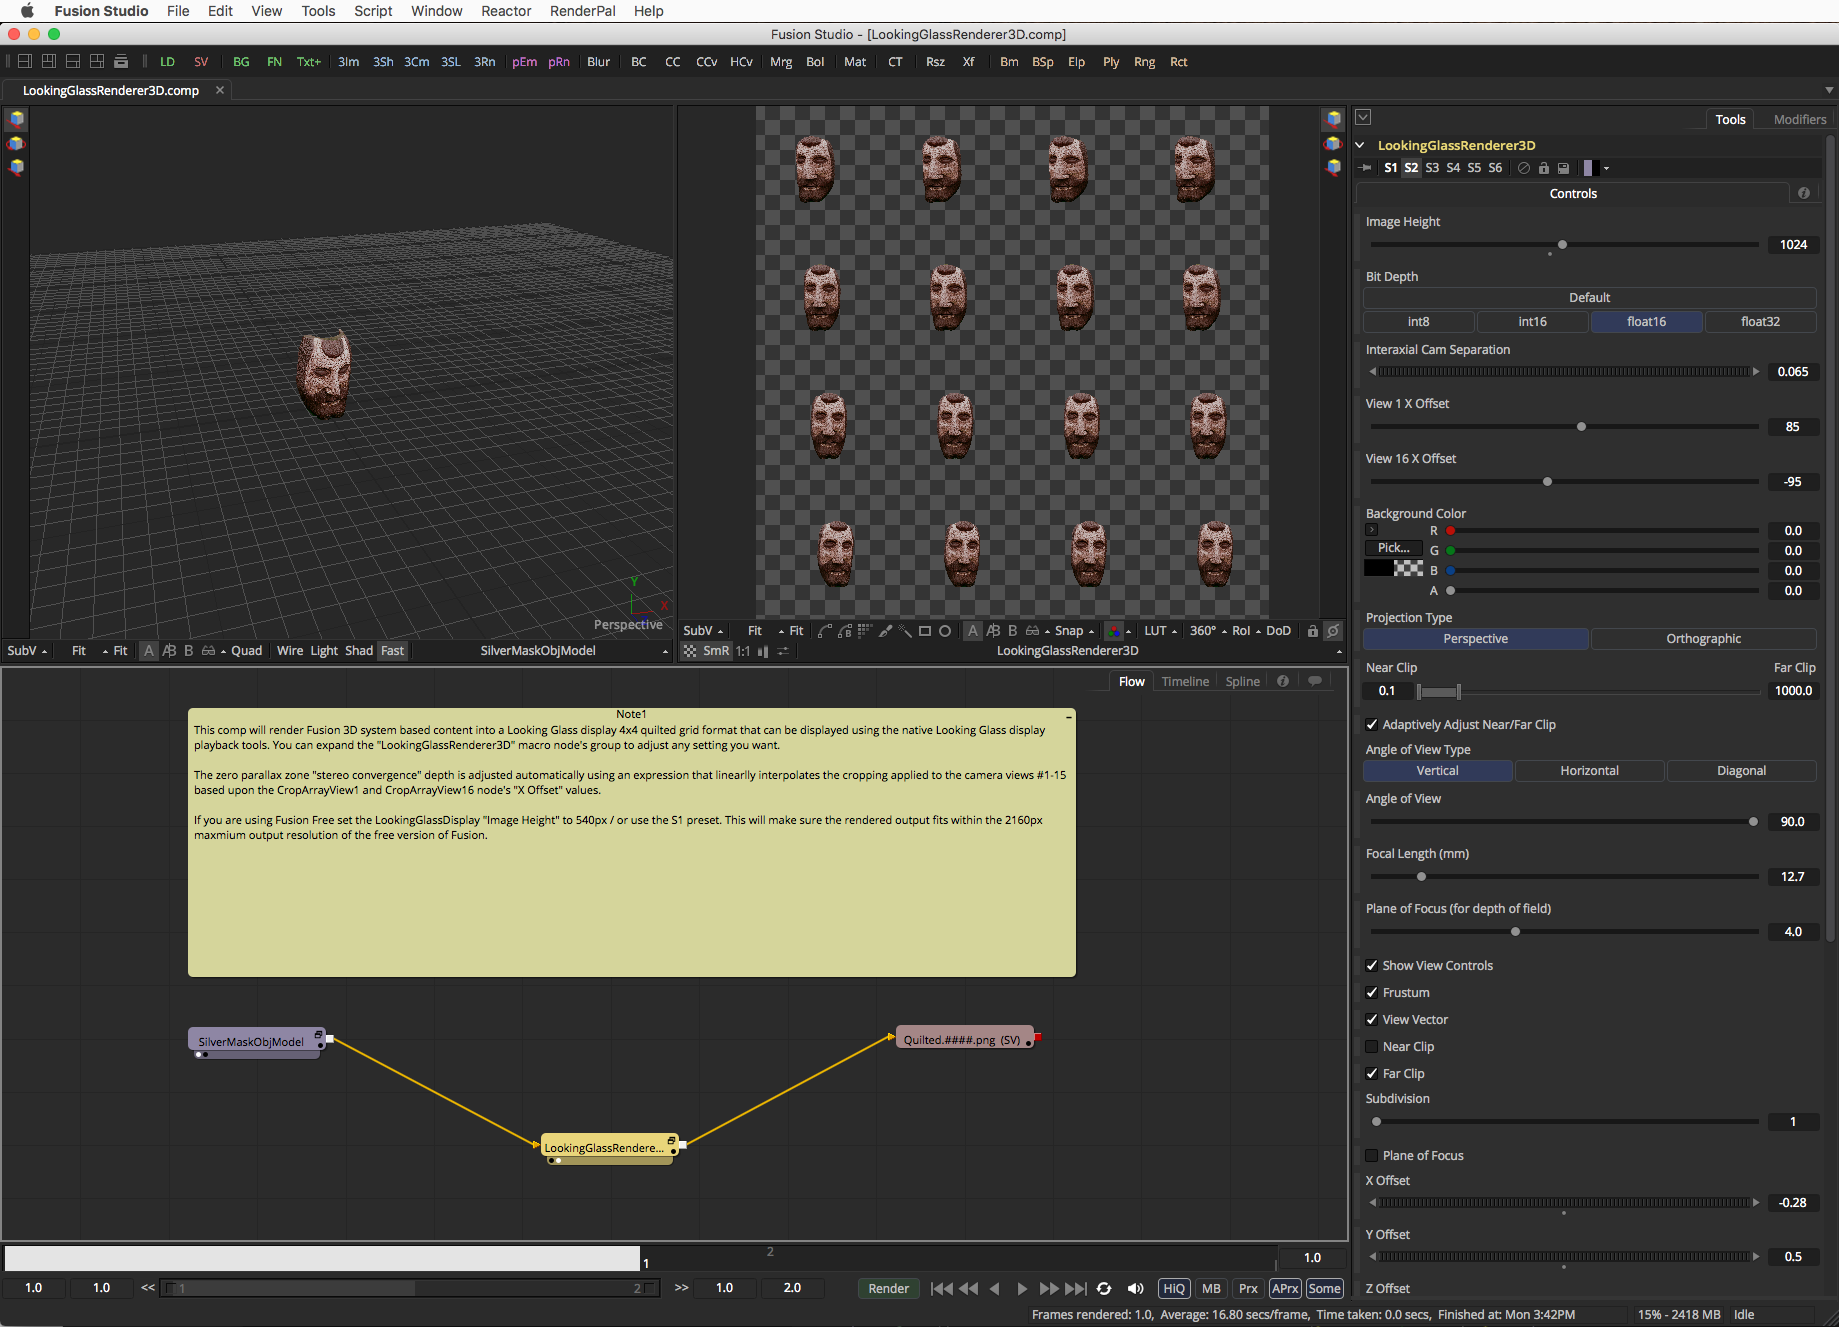 Fusion Studio File Edit View Tools Script Window Reactor RenderPal Help
Fusion Studio - [LookingGlassRenderer3D.comp]
LD SV BG FN Txt+ 3Im 3Sh 3Cm 3SL 3Rn pEm pRn Blur BC CC CCv HCv Mrg Bol Mat CT Rsz Xf Bm BSp Elp Ply Rng Rct
LookingGlassRenderer3D.comp
Tools Modifiers
LookingGlassRenderer3D
S1 S2 S3 S4 S5 S6
Controls
Image Height
1024
Bit Depth
Default
int8 int16 float16 float32
Interaxial Cam Separation
0.065
View 1 X Offset
85
View 16 X Offset
-95
Background Color
R 0.0
Pick... G 0.0
B 0.0
A 0.0
Projection Type
Perspective Orthographic
Near Clip Far Clip
0.1 1000.0
Adaptively Adjust Near/Far Clip
Angle of View Type
Vertical Horizontal Diagonal
Angle of View
90.0
Focal Length (mm)
12.7
Plane of Focus (for depth of field)
4.0
Show View Controls
Frustum
View Vector
Near Clip
Far Clip
Subdivision
1
Plane of Focus
X Offset
-0.28
Y Offset
0.5
Z Offset
Y
X
Perspective
SubV Fit Fit A A|B B Quad Wire Light Shad Fast SilverMaskObjModel
SubV Fit Fit A A|B B Snap LUT 360° RoI DoD
SmR 1:1 LookingGlassRenderer3D
Flow Timeline Spline
Note1
This comp will render Fusion 3D system based content into a Looking Glass display 4x4 quilted grid format that can be displayed using the native Looking Glass display
playback tools. You can expand the "LookingGlassRenderer3D" macro node's group to adjust any setting you want.
The zero parallax zone "stereo convergence" depth is adjusted automatically using an expression that linearlly interpolates the cropping applied to the camera views #1-15
based upon the CropArrayView1 and CropArrayView16 node's "X Offset" values.
If you are using Fusion Free set the LookingGlassDisplay "Image Height" to 540px / or use the S1 preset. This will make sure the rendered output fits within the 2160px
maxmium output resolution of the free version of Fusion.
SilverMaskObjModel
Quilted.####.png (SV)
LookingGlassRendere...
1 2 1.0
1.0 1.0 << 1 2 >> 1.0 2.0 Render HiQ MB Prx APrx Some
Frames rendered: 1.0, Average: 16.80 secs/frame, Time taken: 0.0 secs, Finished at: Mon 3:42PM 15% - 2418 MB Idle